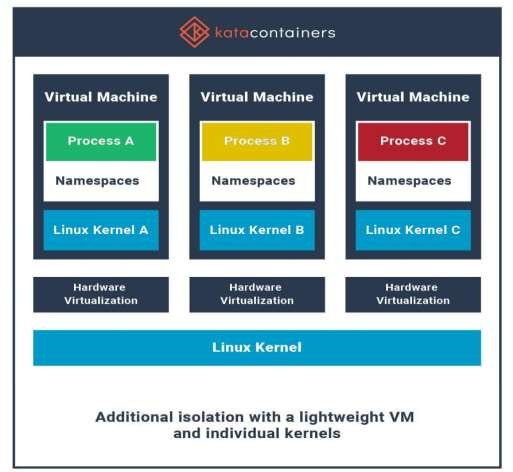 katacontainers
Virtual Machine Virtual Machine Virtual Machine
Process A Process B Process C
Namespaces Namespaces Namespaces
Linux Kernel A Linux Kernel B Linux Kernel C
Hardware Hardware Hardware
Virtualization Virtualization Virtualization
Linux Kernel
Additional isolation with a lightweight VM
and individual kernels